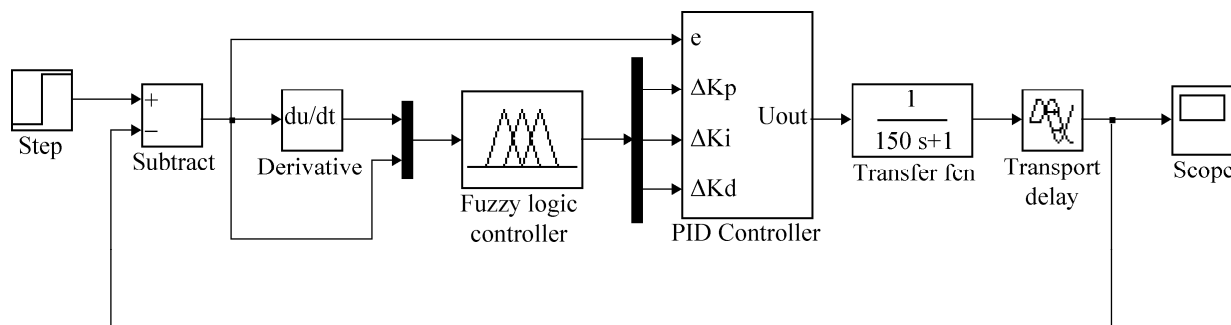 Step
+
−
Subtract
du/dt
Derivative
Fuzzy logic
controller
e
ΔKp
ΔKi
ΔKd
Uout
PID Controller
1
150 s+1
Transfer fcn
Transport
delay
Scope